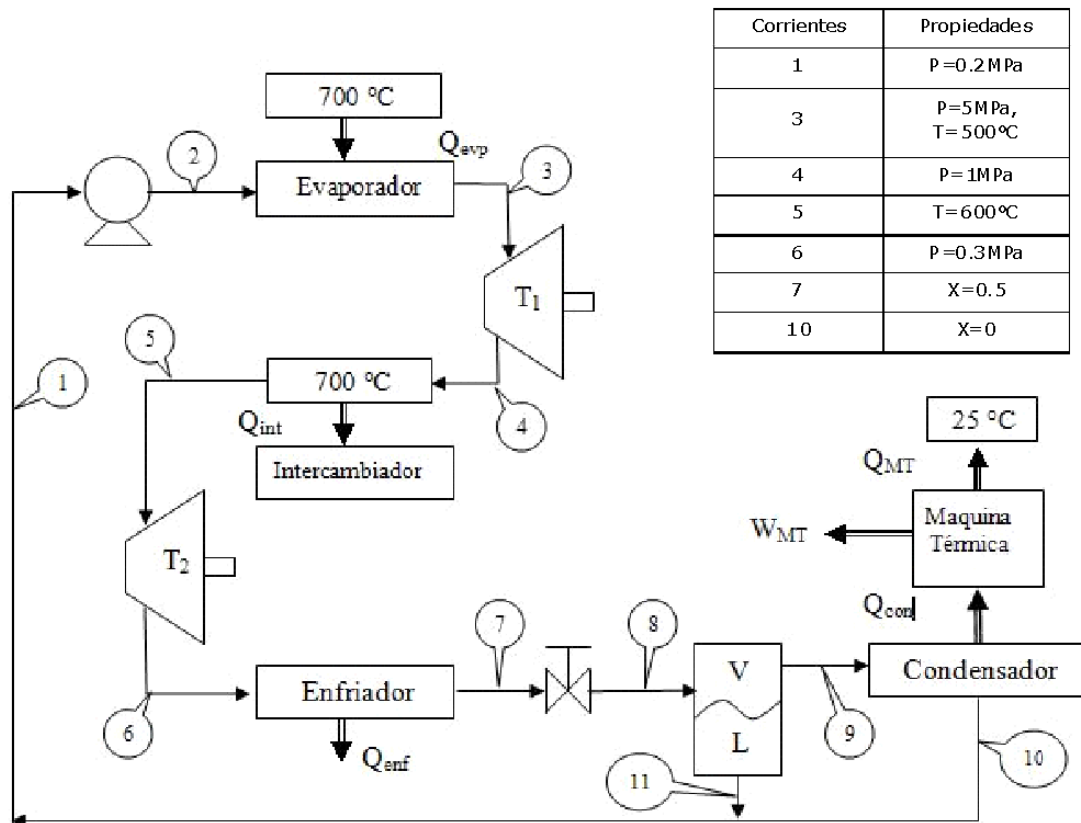 Corrientes Propiedades
1 P=0.2MPa
3 P=5MPa,
T=500ºC
4 P=1MPa
5 T=600ºC
6 P=0.3MPa
7 X=0.5
10 X=0
700 ºC
Qevp
2
Evaporador
3
T1
5
1
700 ºC
4
Qint
Intercambiador
25 ºC
QMT
WMT
Maquina
Térmica
T2
Qcon
7
8
V
L
Enfriador
Condensador
6
Qenf
9
10
11